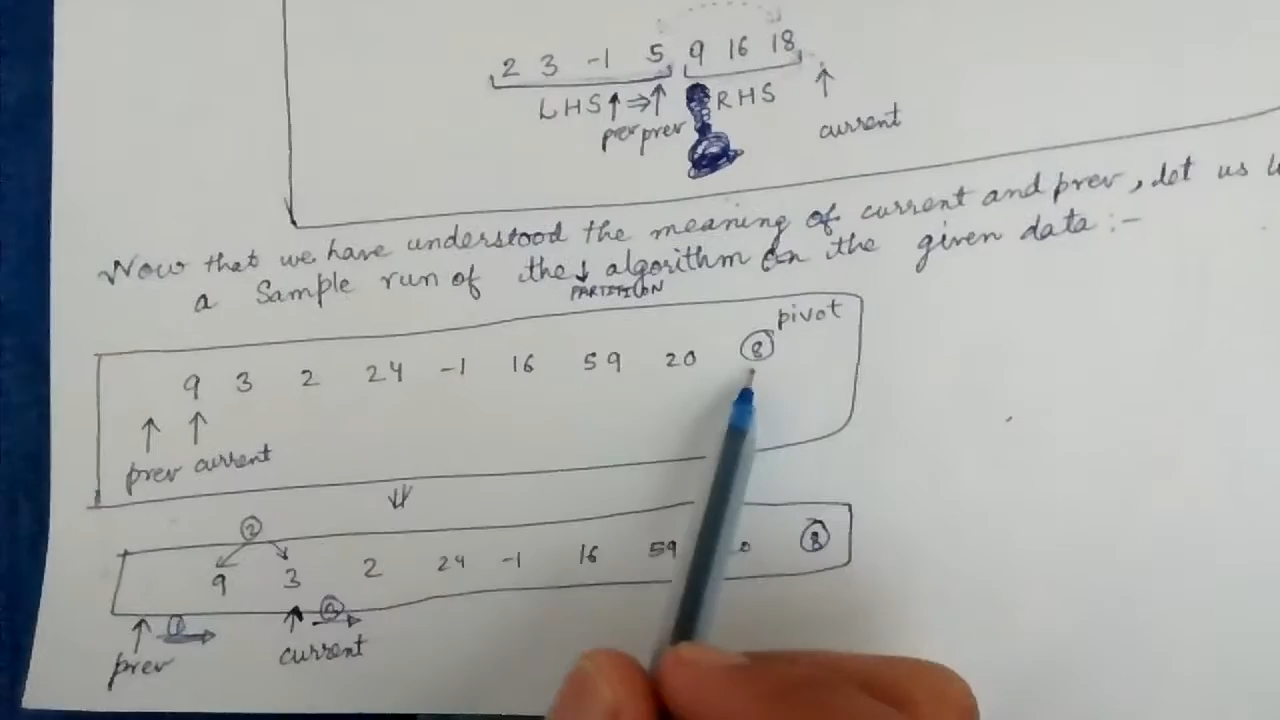 2 3 -1 5 9 16 18
LHS ⇒ RHS
prev current
Now that we have understood the meaning of current and prev, let us
a Sample run of the algorithm on the given data :-
PARTITION
pivot
9 3 2 24 -1 16 59 20 8
prev current
2
9 3 2 24 -1 16 59 8
1
prev current